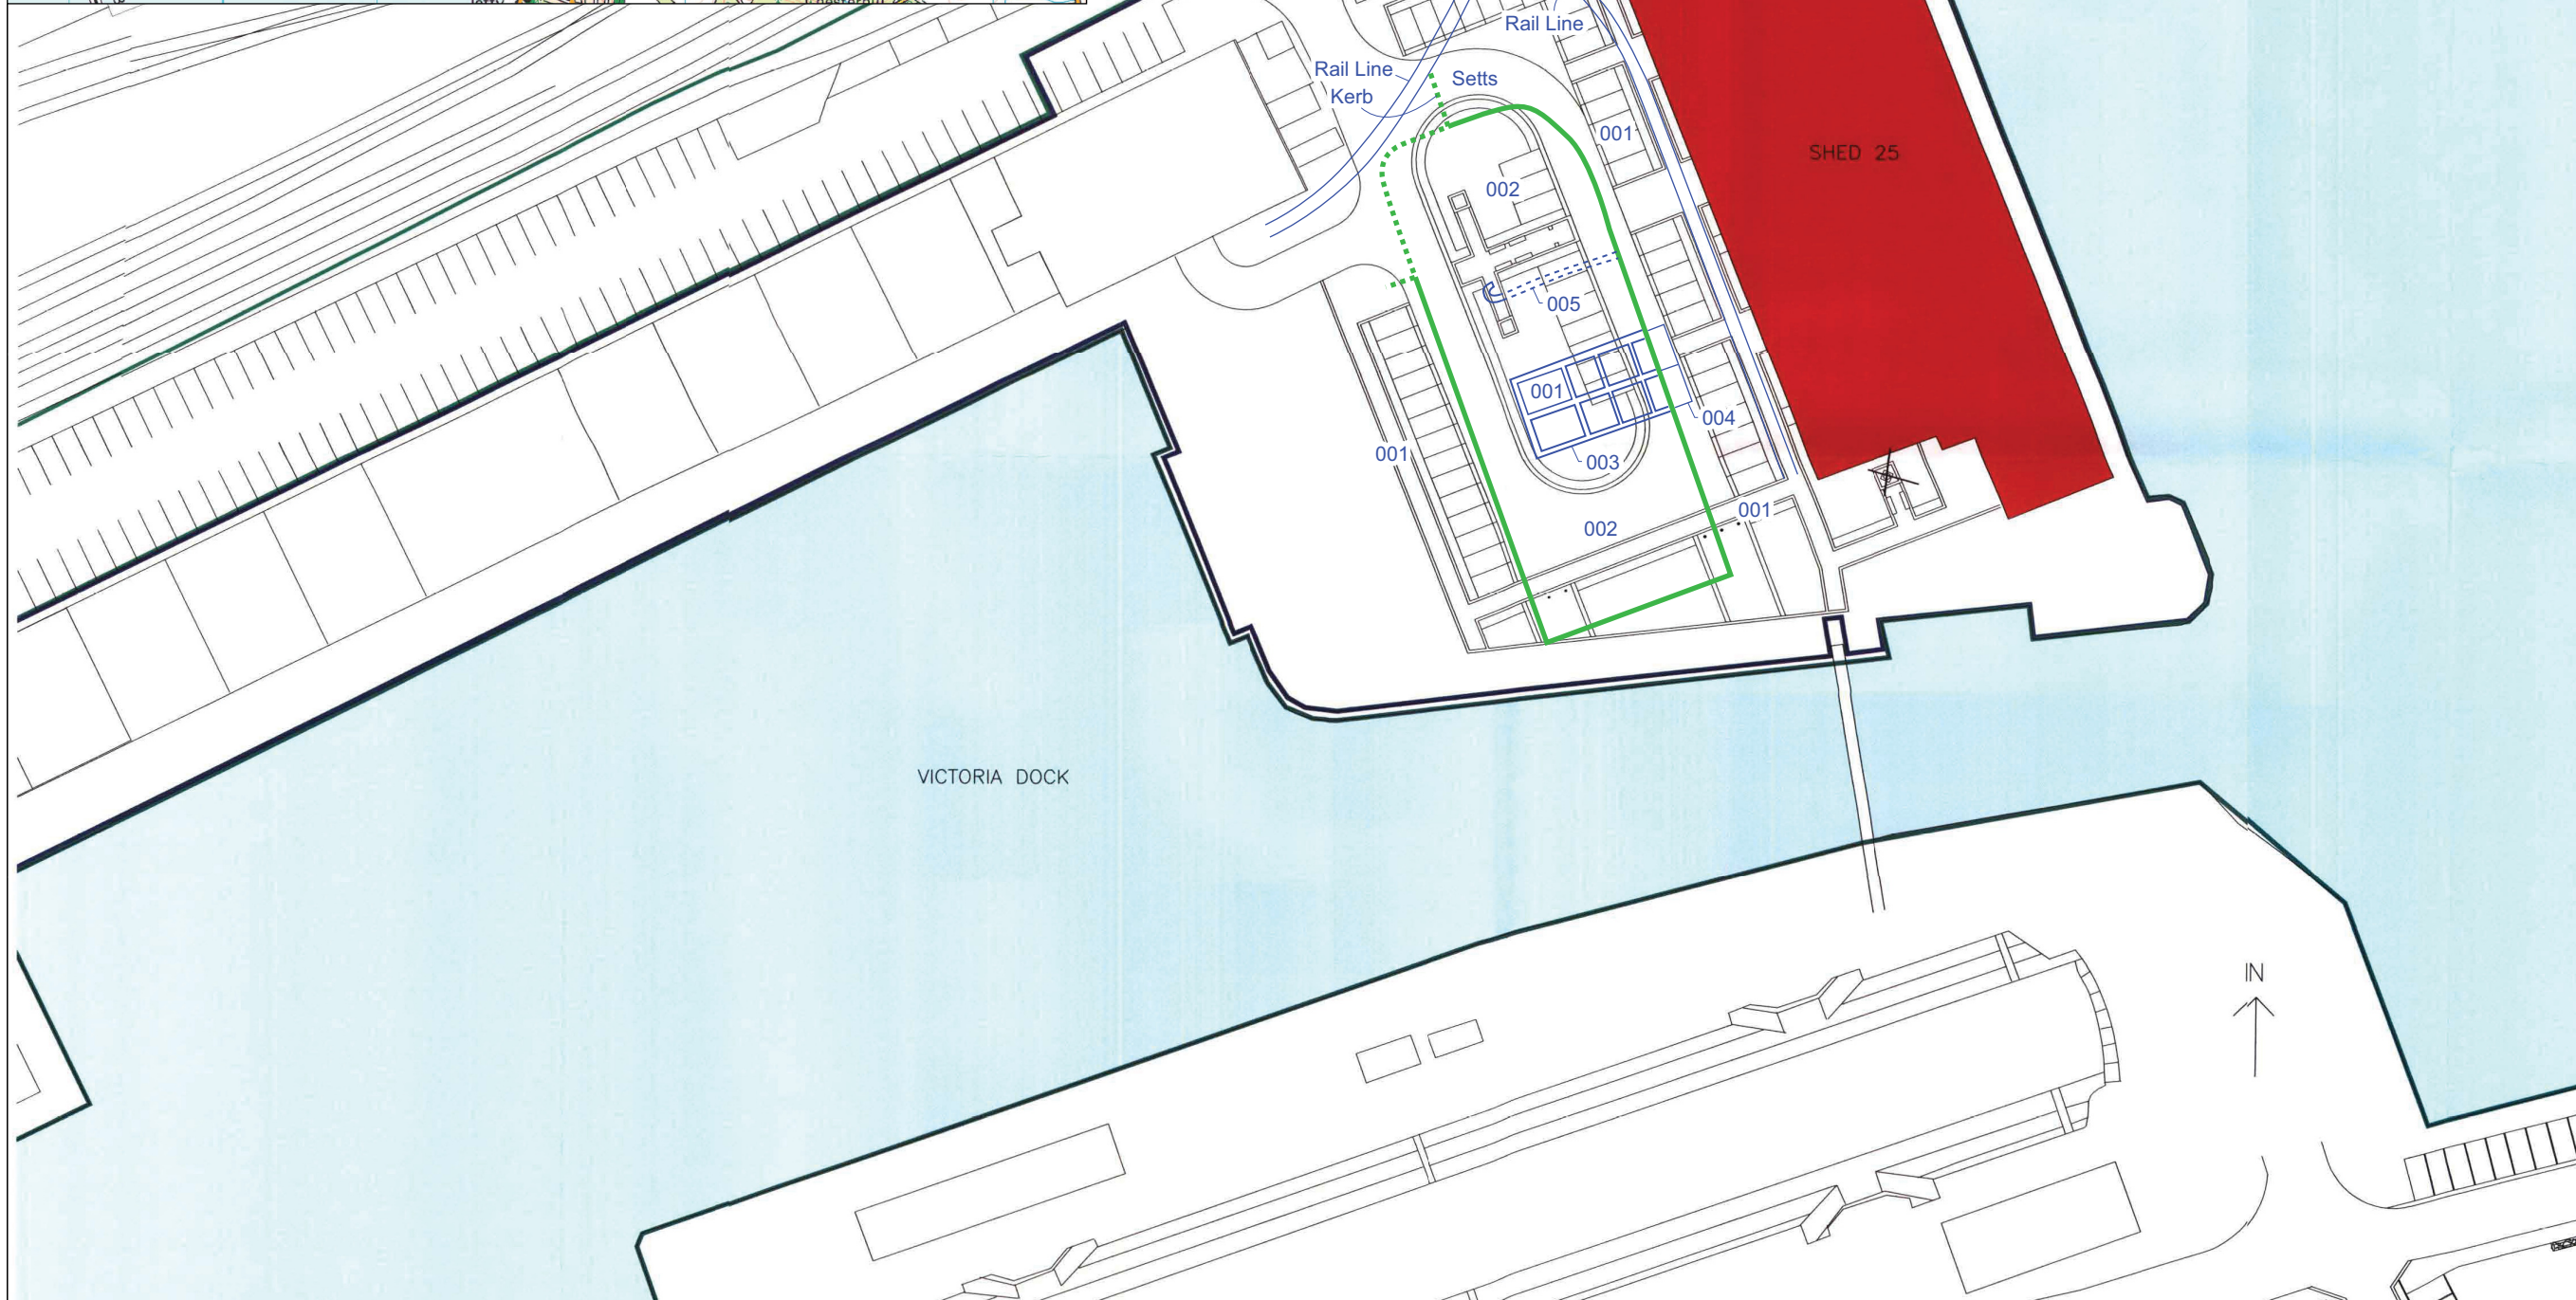 Rail Line
Rail Line
Setts
Kerb
001
SHED 25
002
005
001
004
001
003
001
002
VICTORIA DOCK
IN